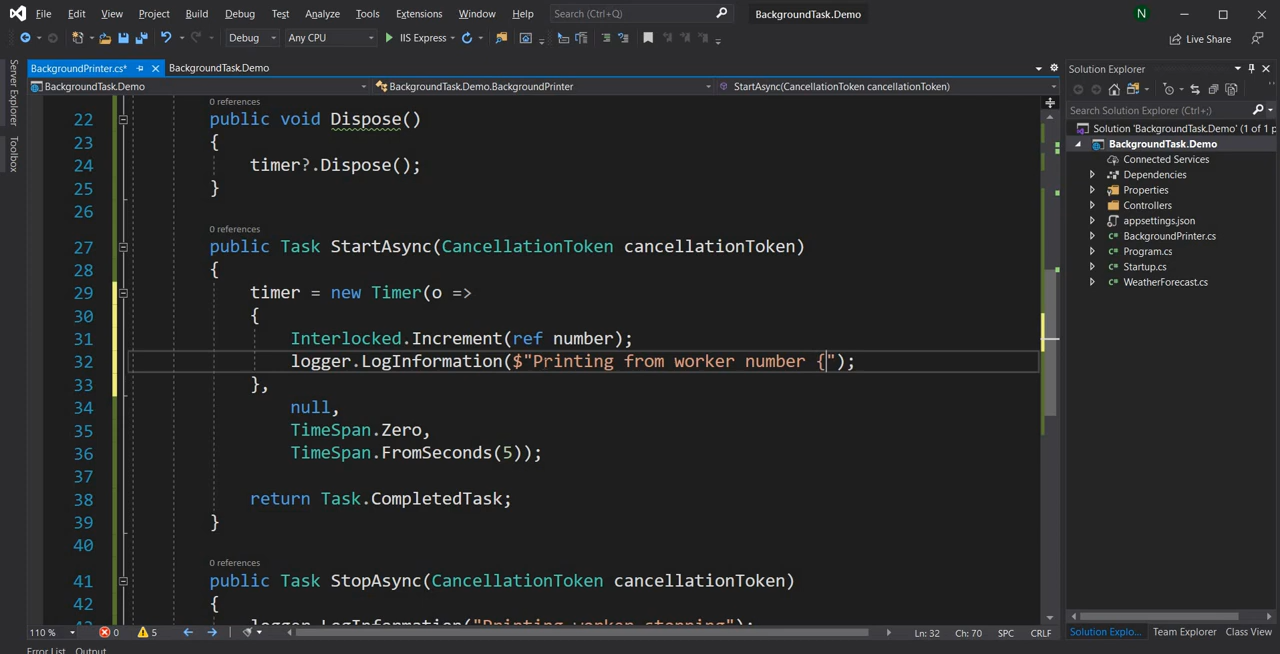 File Edit View Project Build Debug Test Analyze Tools Extensions Window Help Search (Ctrl+Q) BackgroundTask.Demo N
Debug Any CPU IIS Express Live Share
Server Explorer
Toolbox
BackgroundPrinter.cs* BackgroundTask.Demo
BackgroundTask.Demo BackgroundTask.Demo.BackgroundPrinter StartAsync(CancellationToken cancellationToken)
0 references
22 public void Dispose()
23 {
24 timer?.Dispose();
25 }
26
0 references
27 public Task StartAsync(CancellationToken cancellationToken)
28 {
29 timer = new Timer(o =>
30 {
31 Interlocked.Increment(ref number);
32 logger.LogInformation($"Printing from worker number {");
33 },
34 null,
35 TimeSpan.Zero,
36 TimeSpan.FromSeconds(5));
37
38 return Task.CompletedTask;
39 }
40
0 references
41 public Task StopAsync(CancellationToken cancellationToken)
42 {
logger.LogInformation("Printing worker stopping");
110 % 0 5 Ln: 32 Ch: 70 SPC CRLF
Error List Output
Solution Explorer
Search Solution Explorer (Ctrl+;)
Solution 'BackgroundTask.Demo' (1 of 1 p
BackgroundTask.Demo
Connected Services
Dependencies
Properties
Controllers
appsettings.json
BackgroundPrinter.cs
Program.cs
Startup.cs
WeatherForecast.cs
Solution Explo... Team Explorer Class View